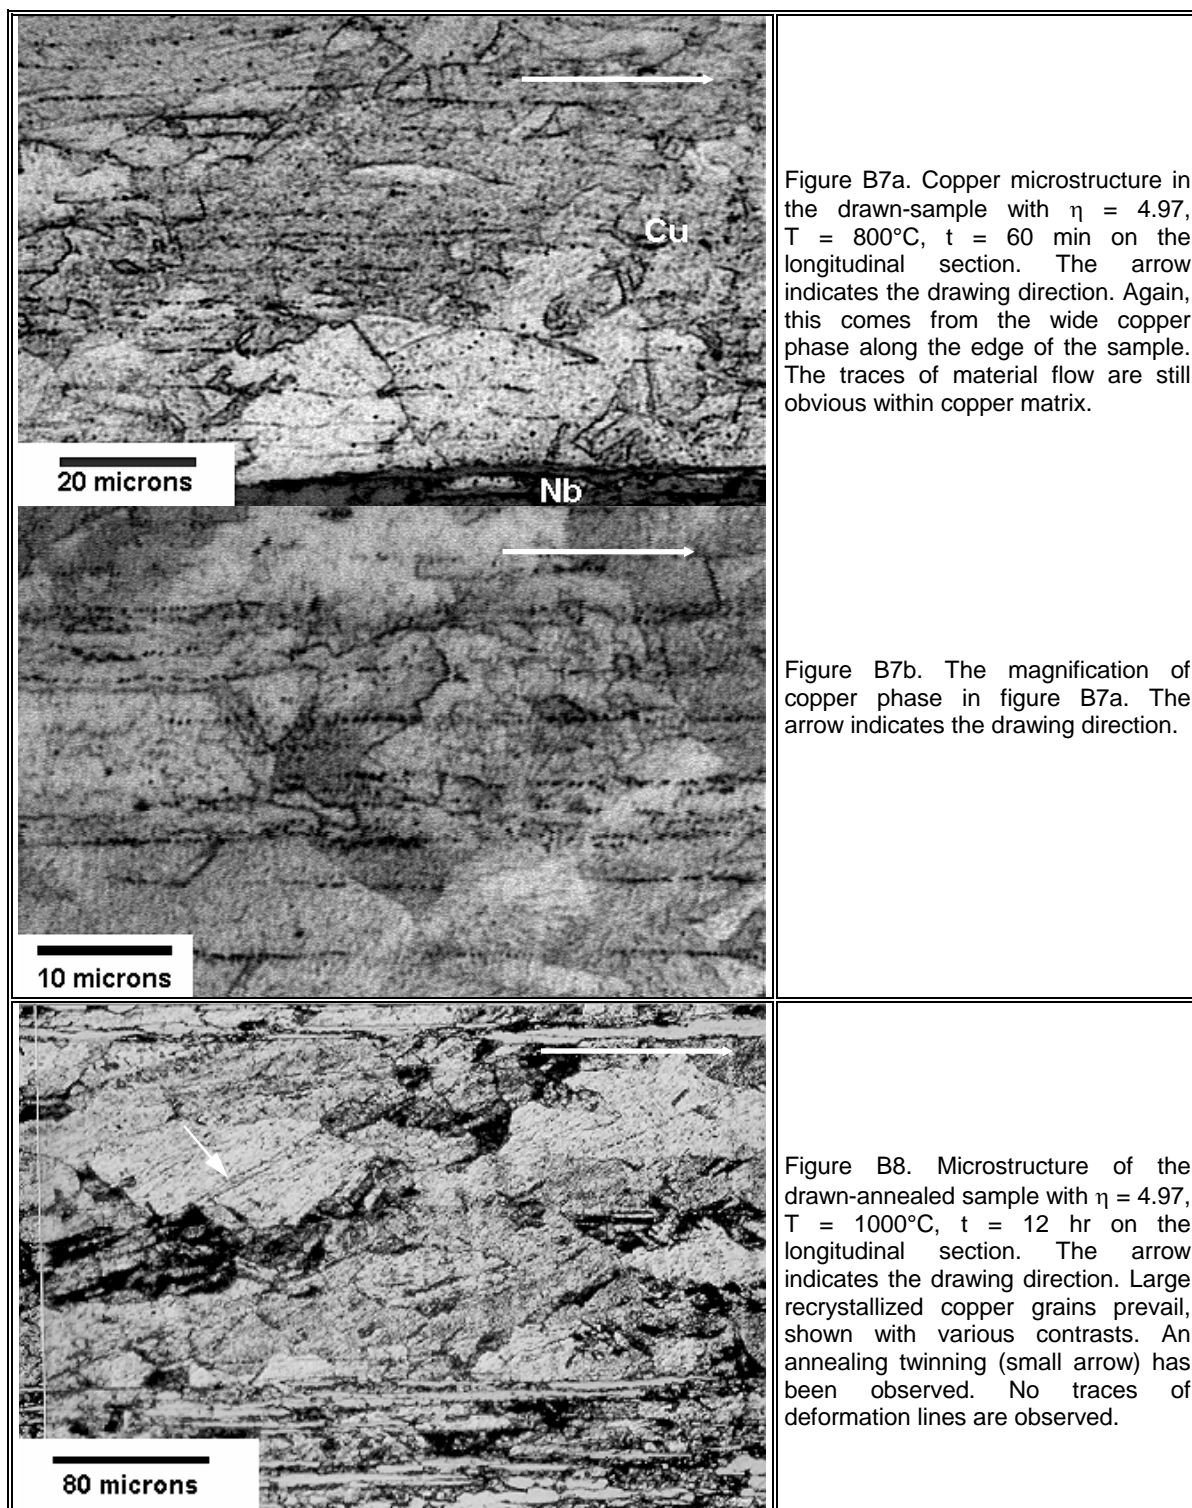 Cu
20 microns
Nb
Figure B7a. Copper microstructure in
the drawn-sample with η = 4.97,
T = 800°C, t = 60 min on the
longitudinal section. The arrow
indicates the drawing direction. Again,
this comes from the wide copper
phase along the edge of the sample.
The traces of material flow are still
obvious within copper matrix.
10 microns
Figure B7b. The magnification of
copper phase in figure B7a. The
arrow indicates the drawing direction.
80 microns
Figure B8. Microstructure of the
drawn-annealed sample with η = 4.97,
T = 1000°C, t = 12 hr on the
longitudinal section. The arrow
indicates the drawing direction. Large
recrystallized copper grains prevail,
shown with various contrasts. An
annealing twinning (small arrow) has
been observed. No traces of
deformation lines are observed.